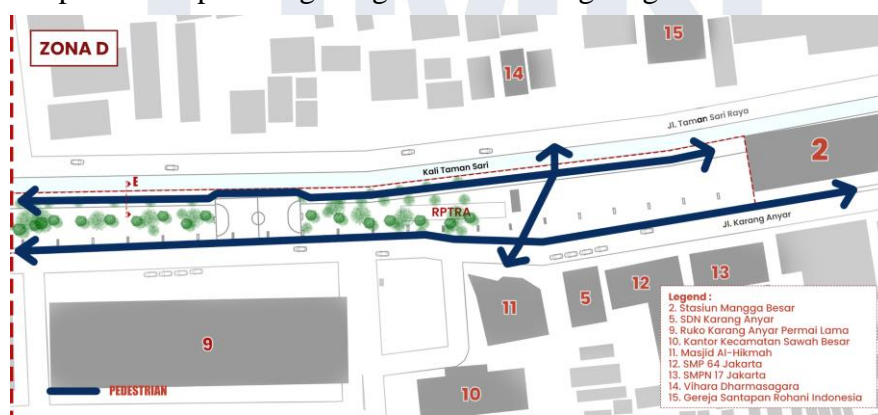 ZONA D
15
14
Jl. Taman Sari Raya
Kali Taman Sari
2
E
RPTRA
Jl. Karang Anyar
11
5
12
13
9
10
PEDESTRIAN
Legend :
2. Stasiun Mangga Besar
5. SDN Karang Anyar
9. Ruko Karang Anyar Permai Lama
10. Kantor Kecamatan Sawah Besar
11. Masjid Al-Hikmah
12. SMP 64 Jakarta
13. SMPN 17 Jakarta
14. Vihara Dharmasagara
15. Gereja Santapan Rohani Indonesia